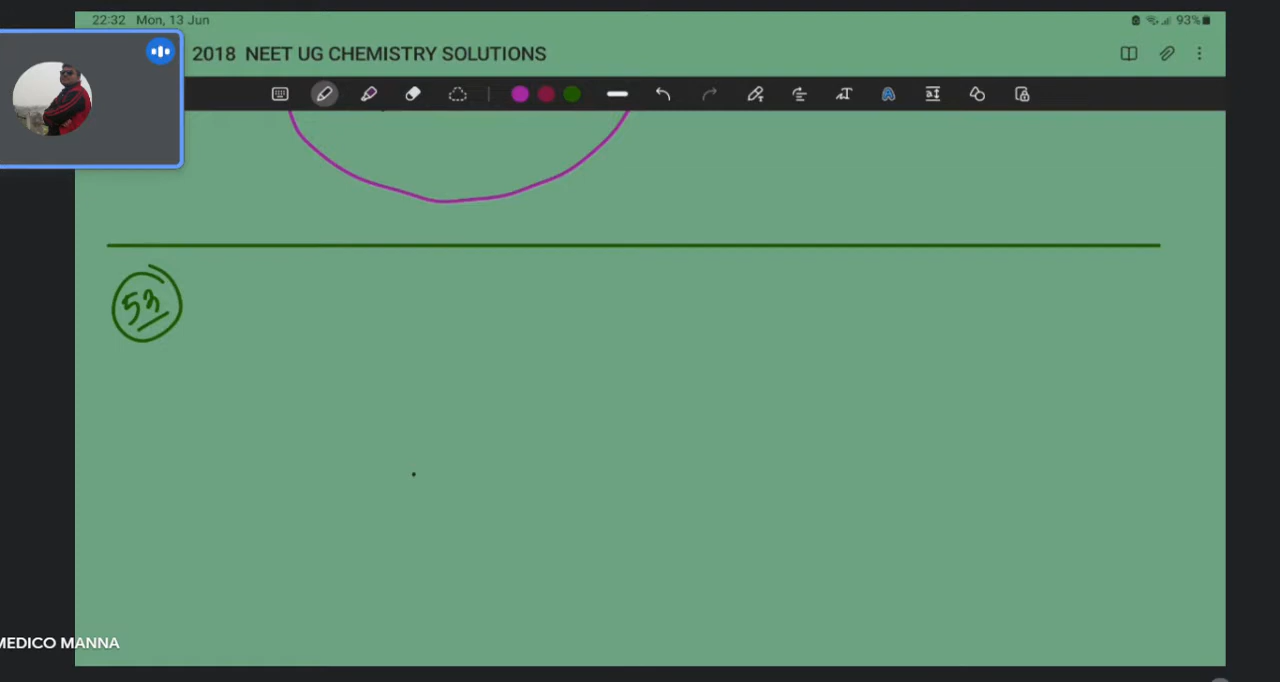 22:32 Mon, 13 Jun 93%
2018 NEET UG CHEMISTRY SOLUTIONS
53
MEDICO MANNA